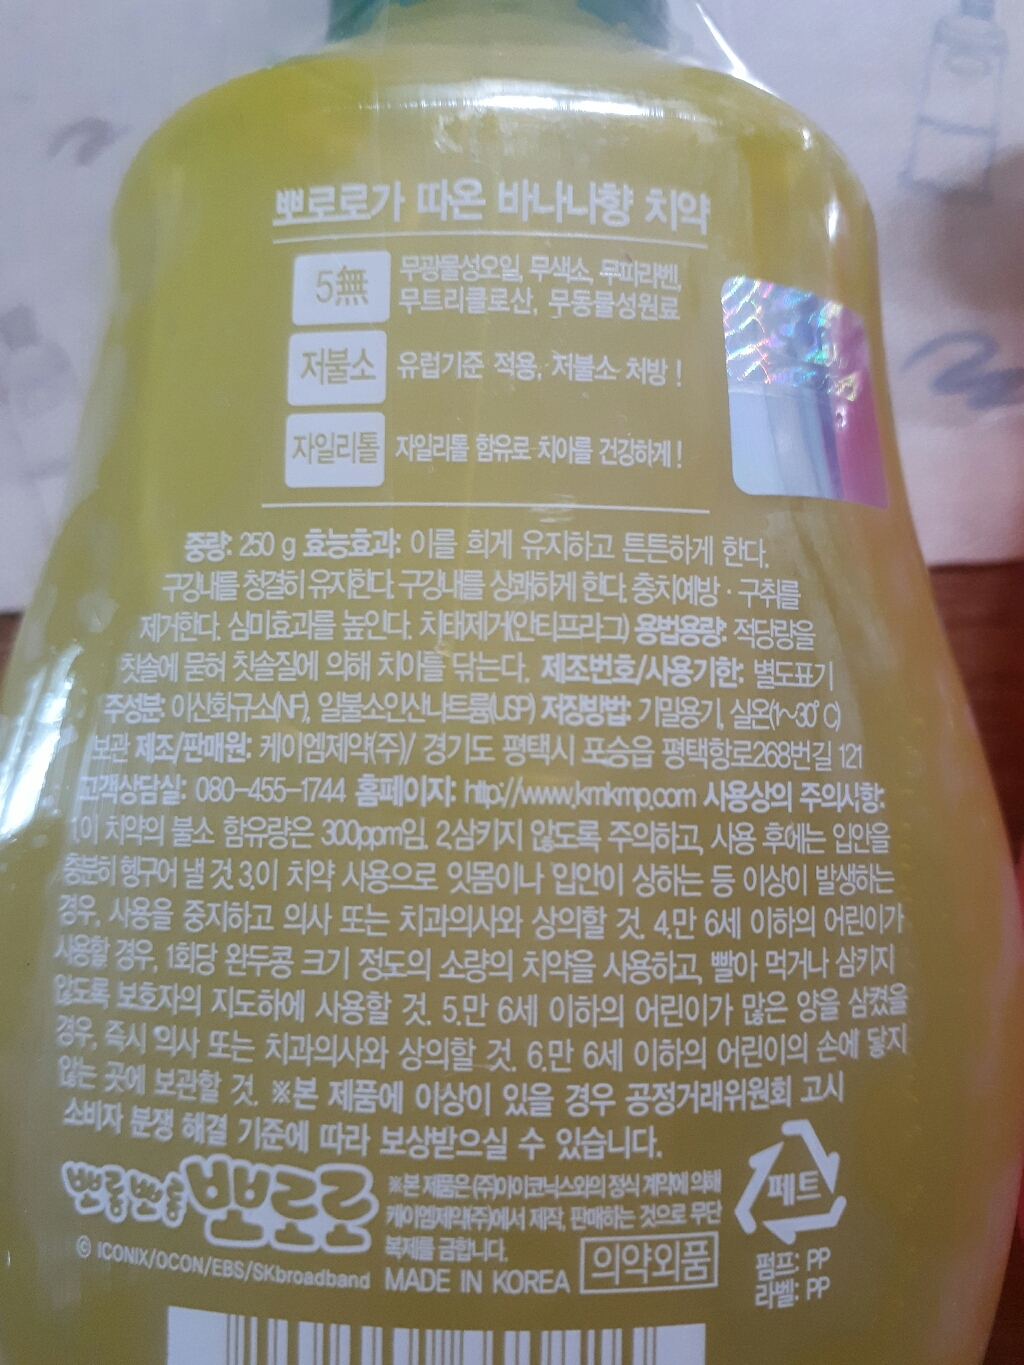 뽀로로가 따온 바나나향 치약
5無 무광물성오일, 무색소, 무파라벤,
무트리클로산, 무동물성원료
저불소 유럽기준 적용, 저불소 처방 !
자일리톨 자일리톨 함유로 치아를 건강하게 !
중량: 250 g 효능효과: 이를 희게 유지하고 튼튼하게 한다.
구강내를 청결히 유지한다. 구강내를 상쾌하게 한다. 충치예방 · 구취를
제거한다. 심미효과를 높인다. 치태제거(안티프라그) 용법용량: 적당량을
칫솔에 묻혀 칫솔질에 의해 치아를 닦는다. 제조번호/사용기한: 별도표기
주성분: 이산화규소(NF), 일불소인산나트륨(USP) 저장방법: 기밀용기, 실온(1~30°C)
보관 제조/판매원: 케이엠제약(주)/ 경기도 평택시 포승읍 평택항로268번길 121
고객상담실: 080-455-1744 홈페이지: http://www.kmkmp.com 사용상의 주의사항:
1.이 치약의 불소 함유량은 300ppm임. 2.삼키지 않도록 주의하고, 사용 후에는 입안을
충분히 헹구어 낼 것. 3.이 치약 사용으로 잇몸이나 입안이 상하는 등 이상이 발생하는
경우, 사용을 중지하고 의사 또는 치과의사와 상의할 것. 4.만 6세 이하의 어린이가
사용할 경우, 1회당 완두콩 크기 정도의 소량의 치약을 사용하고, 빨아 먹거나 삼키지
않도록 보호자의 지도하에 사용할 것. 5.만 6세 이하의 어린이가 많은 양을 삼켰을
경우, 즉시 의사 또는 치과의사와 상의할 것. 6.만 6세 이하의 어린이의 손에 닿지
않는 곳에 보관할 것. ※본 제품에 이상이 있을 경우 공정거래위원회 고시
소비자 분쟁 해결 기준에 따라 보상받으실 수 있습니다.
뽀롱뽀롱 뽀로로
© ICONIX/OCON/EBS/SKbroadband
※본 제품은 (주)아이코닉스와의 정식 계약에 의해
케이엠제약(주)에서 제작, 판매하는 것으로 무단
복제를 금합니다.
MADE IN KOREA 의약외품
페트
펌프: PP
라벨: PP